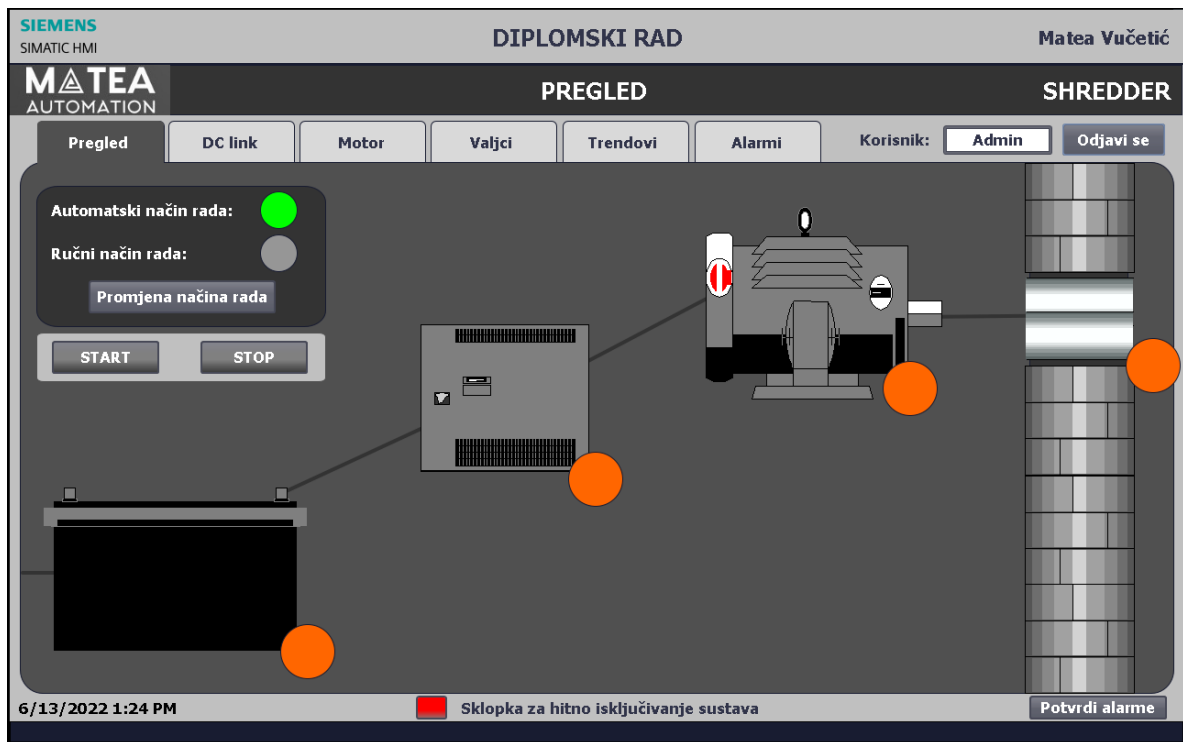 SIEMENS
SIMATIC HMI
DIPLOMSKI RAD
Matea Vučetić
MATEA
AUTOMATION
PREGLED
SHREDDER
Pregled
DC link
Motor
Valjci
Trendovi
Alarmi
Korisnik:
Admin
Odjavi se
Automatski način rada:
Ručni način rada:
Promjena načina rada
START
STOP
6/13/2022 1:24 PM
Sklopka za hitno isključivanje sustava
Potvrdi alarme